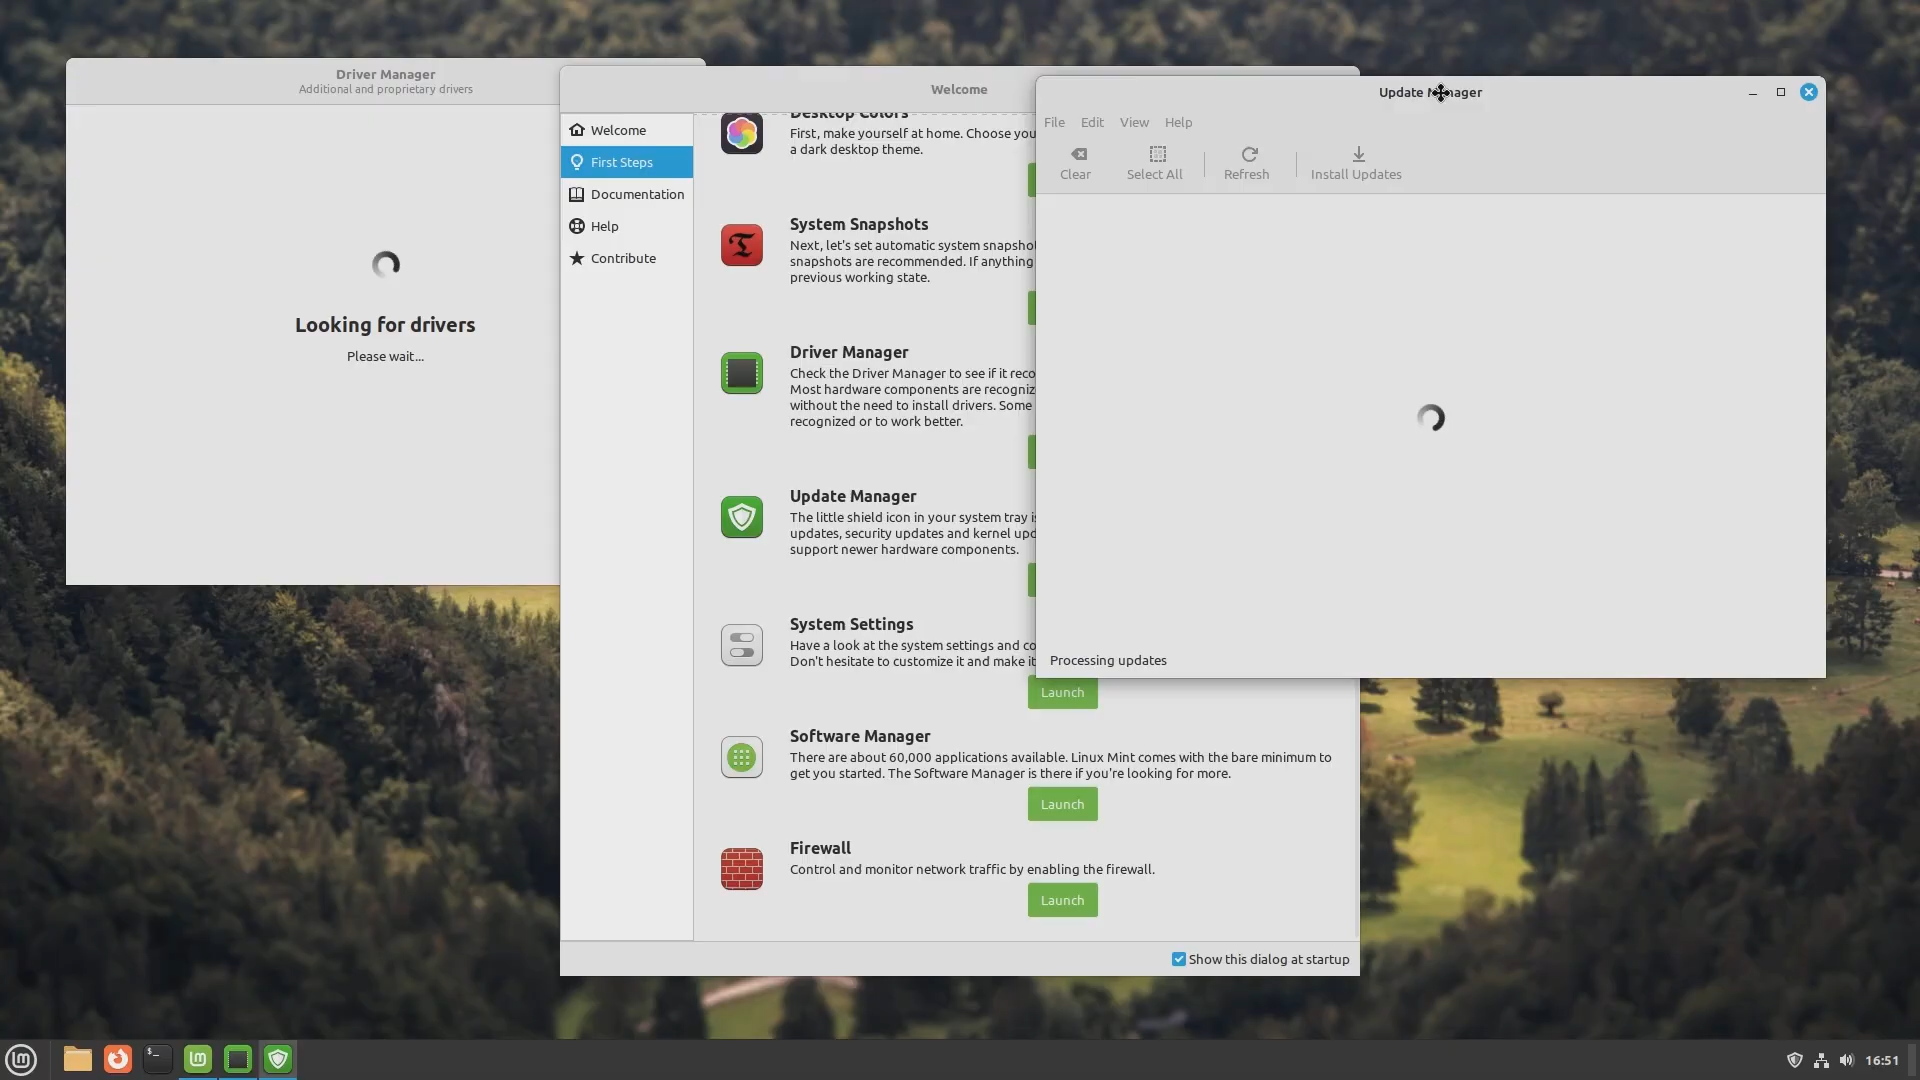 Driver Manager
Additional and proprietary drivers
Looking for drivers
Please wait...
Welcome
Welcome
First Steps
Documentation
Help
Contribute
Desktop Colors
First, make yourself at home. Choose you
a dark desktop theme.
System Snapshots
Next, let's set automatic system snapshot
snapshots are recommended. If anything
previous working state.
Driver Manager
Check the Driver Manager to see if it reco
Most hardware components are recogniz
without the need to install drivers. Some
recognized or to work better.
Update Manager
The little shield icon in your system tray is
updates, security updates and kernel upd
support newer hardware components.
System Settings
Have a look at the system settings and co
Don't hesitate to customize it and make it
Launch
Software Manager
There are about 60,000 applications available. Linux Mint comes with the bare minimum to
get you started. The Software Manager is there if you're looking for more.
Launch
Firewall
Control and monitor network traffic by enabling the firewall.
Launch
Show this dialog at startup
Update Manager
File Edit View Help
Clear Select All Refresh Install Updates
Processing updates
16:51